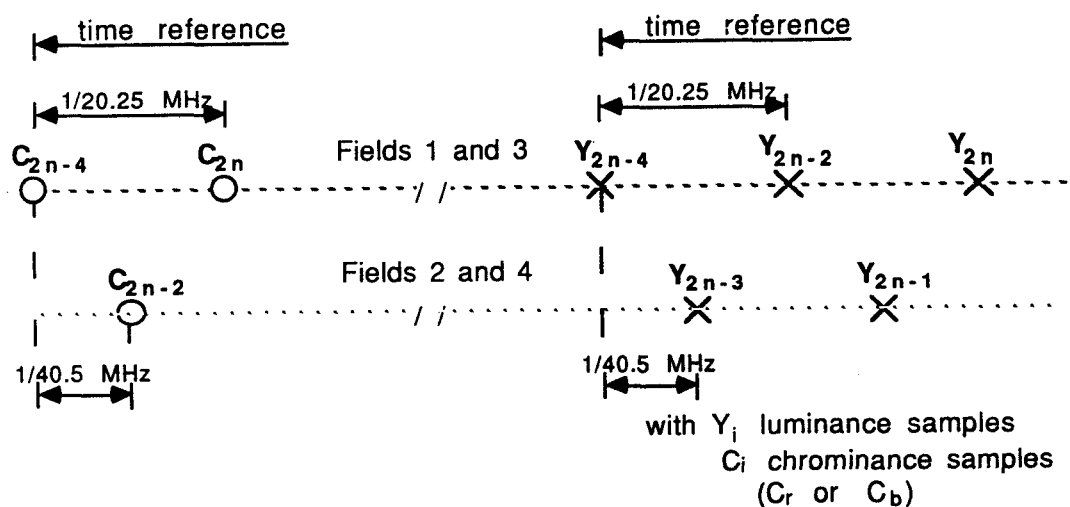 time reference time reference
1/20.25 MHz 1/20.25 MHz
C2n-4 C2n Fields 1 and 3 Y2n-4 Y2n-2 Y2n
/ /
C2n-2 Fields 2 and 4 Y2n-3 Y2n-1
/ i
1/40.5 MHz 1/40.5 MHz
with Yi luminance samples
Ci chrominance samples
(Cr or Cb)